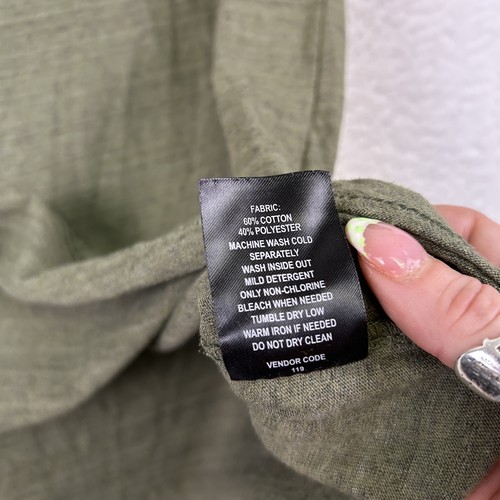 FABRIC:
60% COTTON
40% POLYESTER
MACHINE WASH COLD
SEPARATELY
WASH INSIDE OUT
MILD DETERGENT
ONLY NON-CHLORINE
BLEACH WHEN NEEDED
TUMBLE DRY LOW
WARM IRON IF NEEDED
DO NOT DRY CLEAN
VENDOR CODE
119